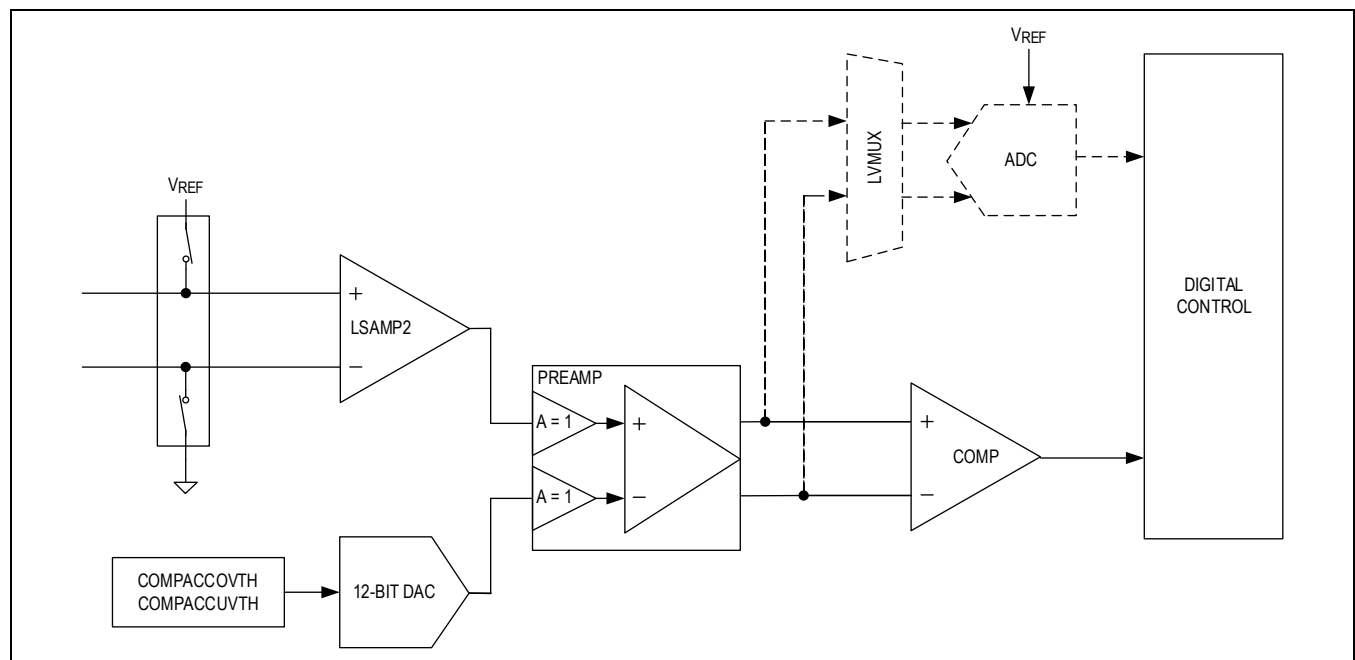 VREF
LVMUX
ADC
VREF
+
LSAMP2
−
DIGITAL
CONTROL
PREAMP
A = 1
+
A = 1
−
+
COMP
−
COMPACCOVTH
COMPACCUVTH
12-BIT DAC